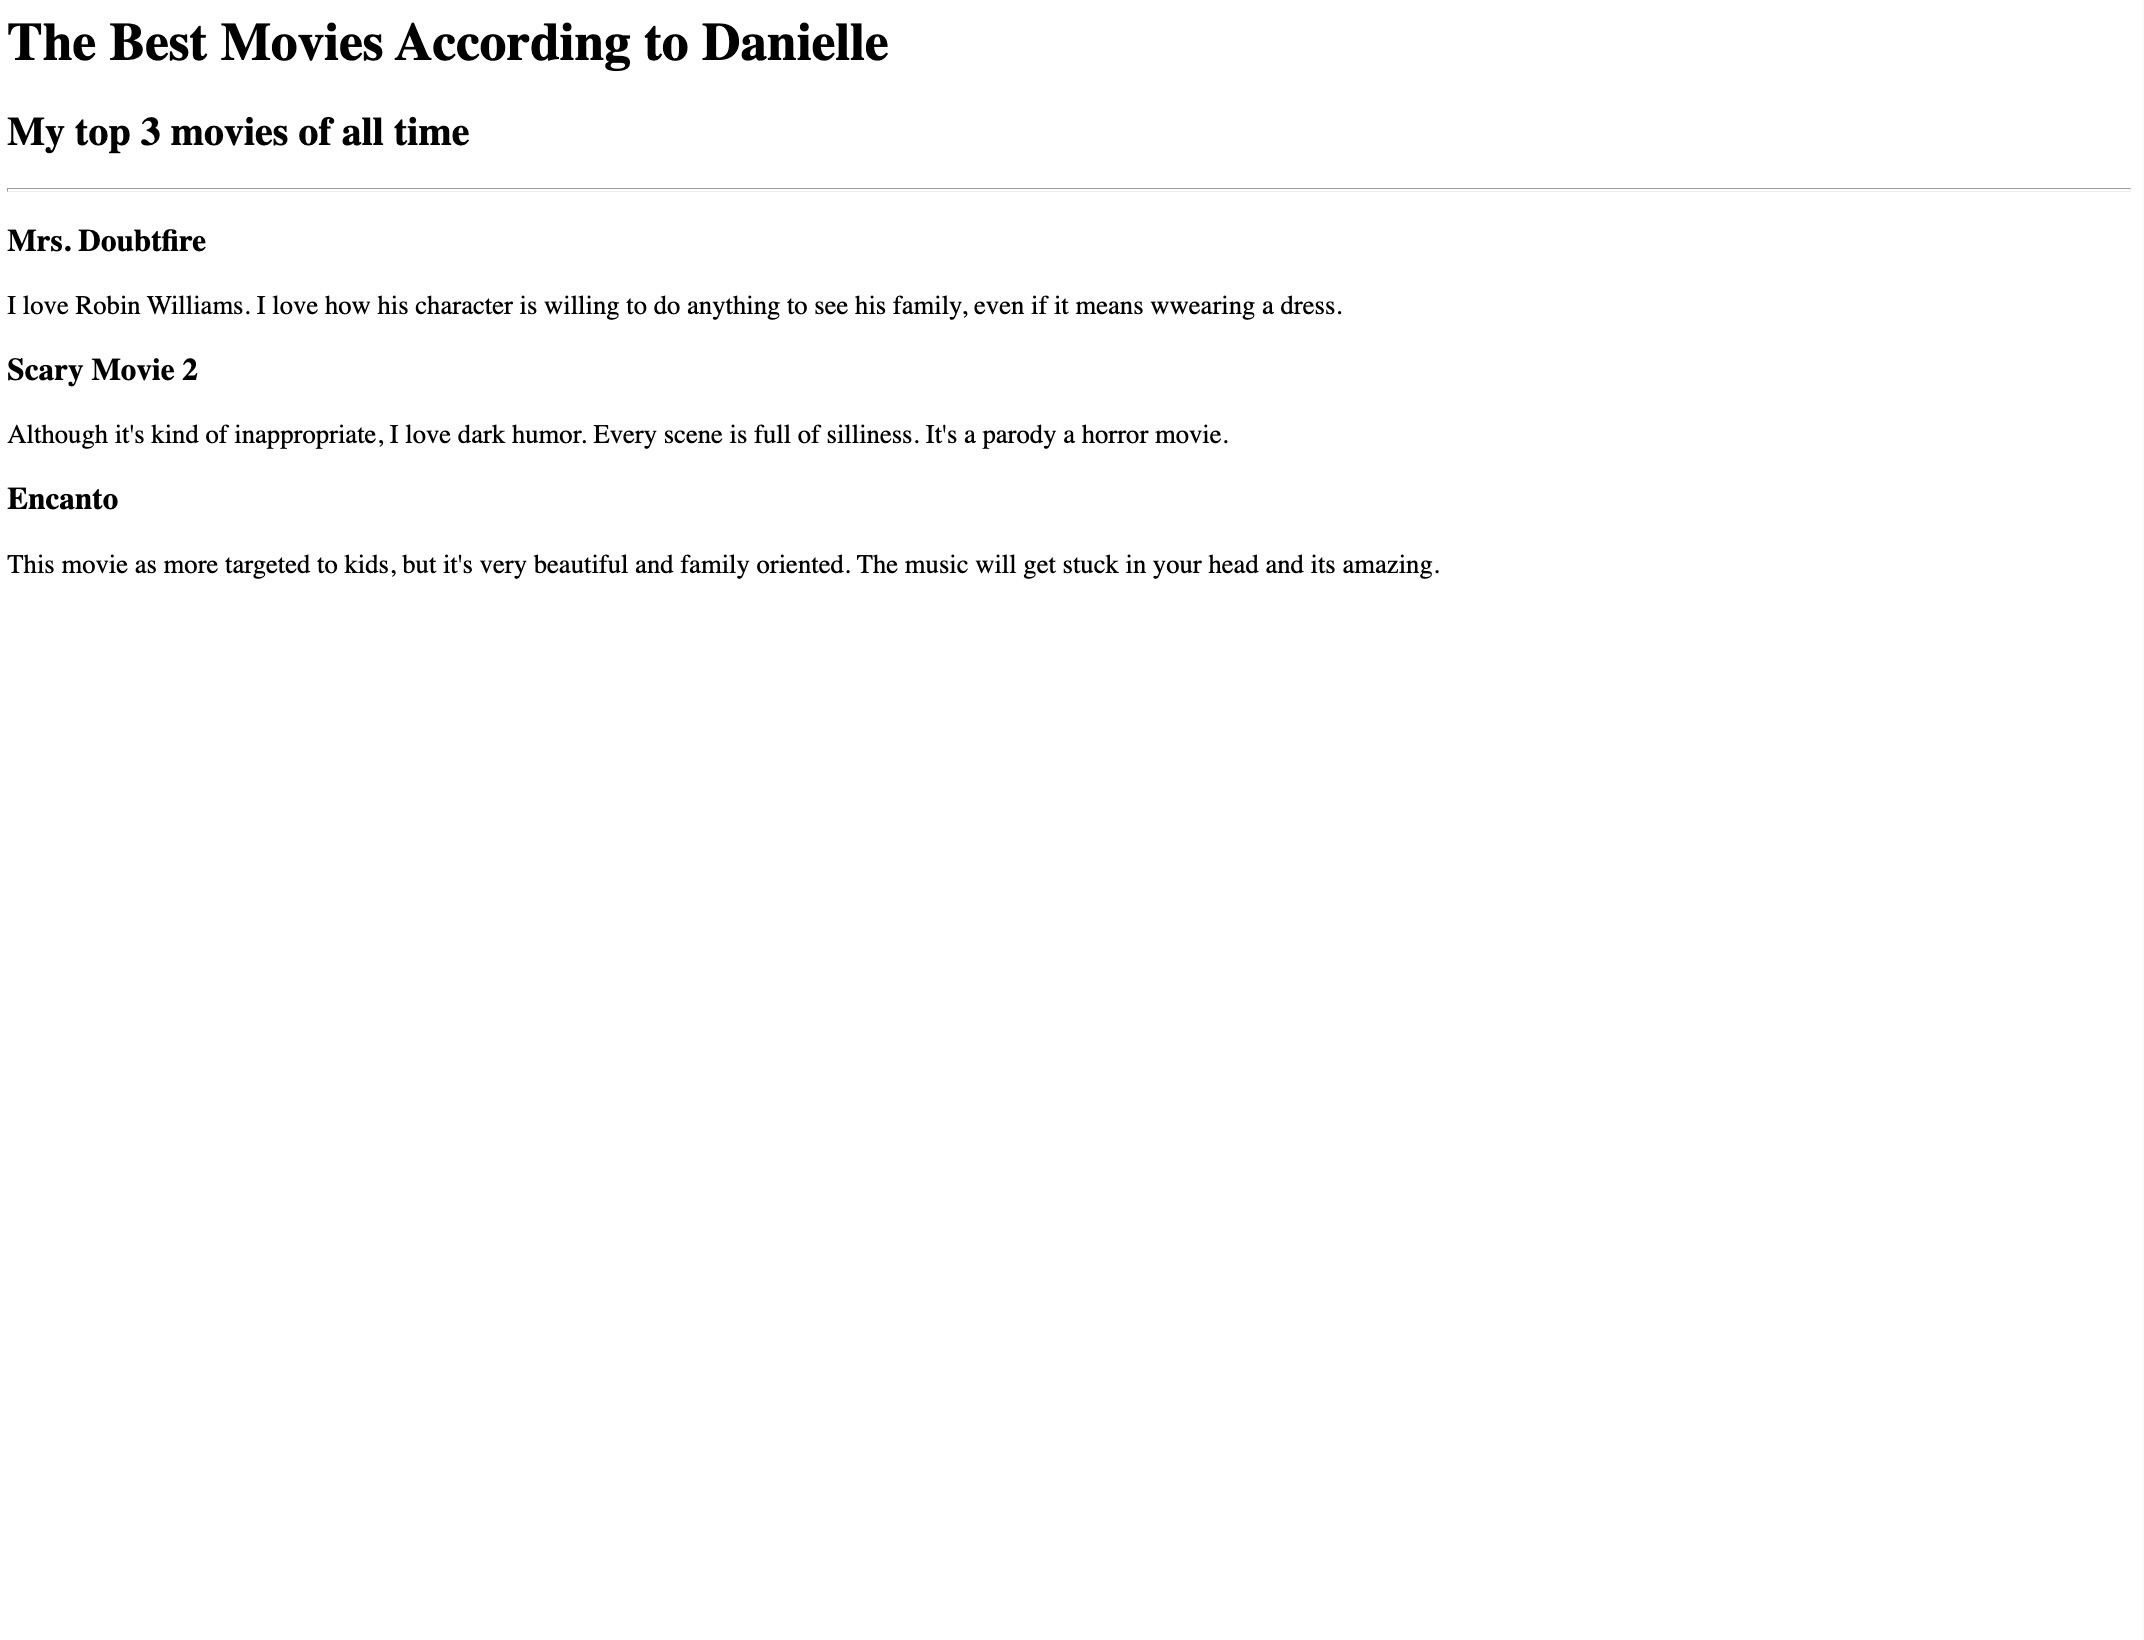 The Best Movies According to Danielle
My top 3 movies of all time
Mrs. Doubtfire
I love Robin Williams. I love how his character is willing to do anything to see his family, even if it means wwearing a dress.
Scary Movie 2
Although it's kind of inappropriate, I love dark humor. Every scene is full of silliness. It's a parody a horror movie.
Encanto
This movie as more targeted to kids, but it's very beautiful and family oriented. The music will get stuck in your head and its amazing.